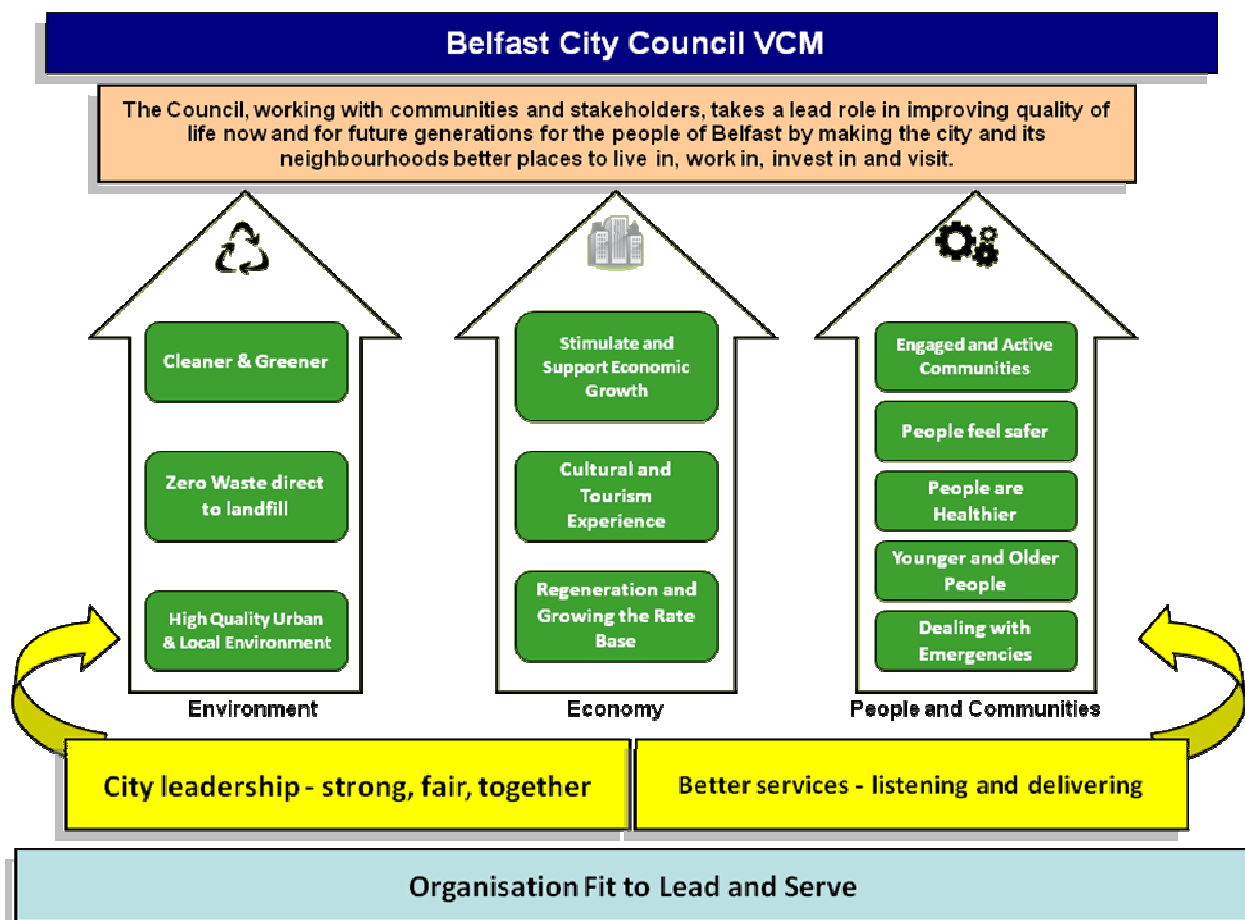 Belfast City Council VCM
The Council, working with communities and stakeholders, takes a lead role in improving quality of
life now and for future generations for the people of Belfast by making the city and its
neighbourhoods better places to live in, work in, invest in and visit.
Cleaner & Greener
Zero Waste direct
to landfill
High Quality Urban
& Local Environment
Environment
Stimulate and
Support Economic
Growth
Cultural and
Tourism
Experience
Regeneration and
Growing the Rate
Base
Economy
Engaged and Active
Communities
People feel safer
People are
Healthier
Younger and Older
People
Dealing with
Emergencies
People and Communities
City leadership - strong, fair, together
Better services - listening and delivering
Organisation Fit to Lead and Serve